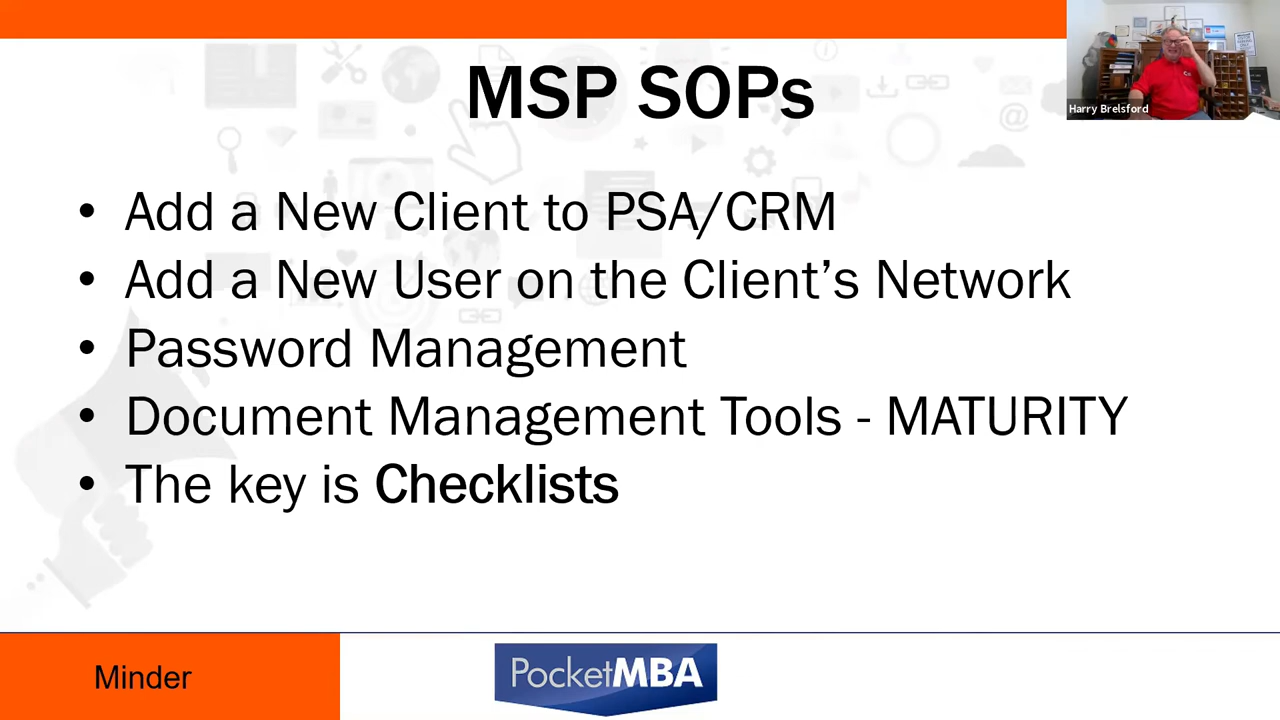 MSP SOPs
Harry Brelsford
• Add a New Client to PSA/CRM
• Add a New User on the Client’s Network
• Password Management
• Document Management Tools - MATURITY
• The key is Checklists
Minder
PocketMBA